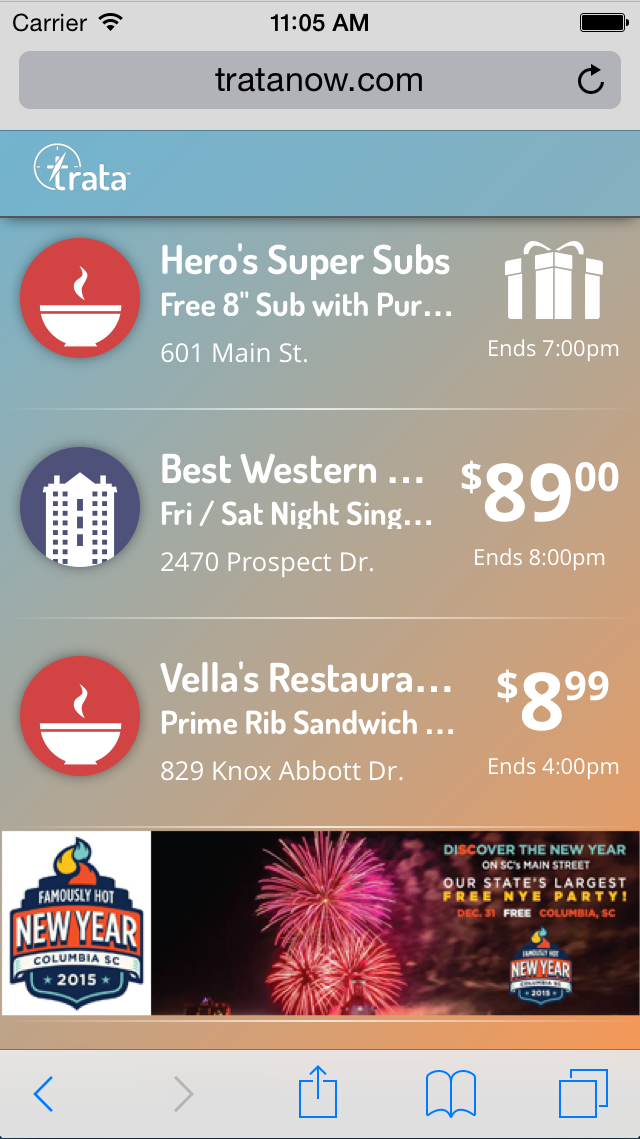 Carrier 11:05 AM
tratanow.com
trata
Hero's Super Subs
Free 8" Sub with Pur...
601 Main St.
Ends 7:00pm
Best Western ...
Fri / Sat Night Sing...
2470 Prospect Dr.
$8900
Ends 8:00pm
Vella's Restaura...
Prime Rib Sandwich ...
829 Knox Abbott Dr.
$899
Ends 4:00pm
FAMOUSLY HOT
NEW YEAR
COLUMBIA SC
2015
DISCOVER THE NEW YEAR
ON SC's MAIN STREET
OUR STATE'S LARGEST
FREE NYE PARTY!
DEC. 31 FREE COLUMBIA, SC
FAMOUSLY HOT
NEW YEAR
COLUMBIA SC
2015